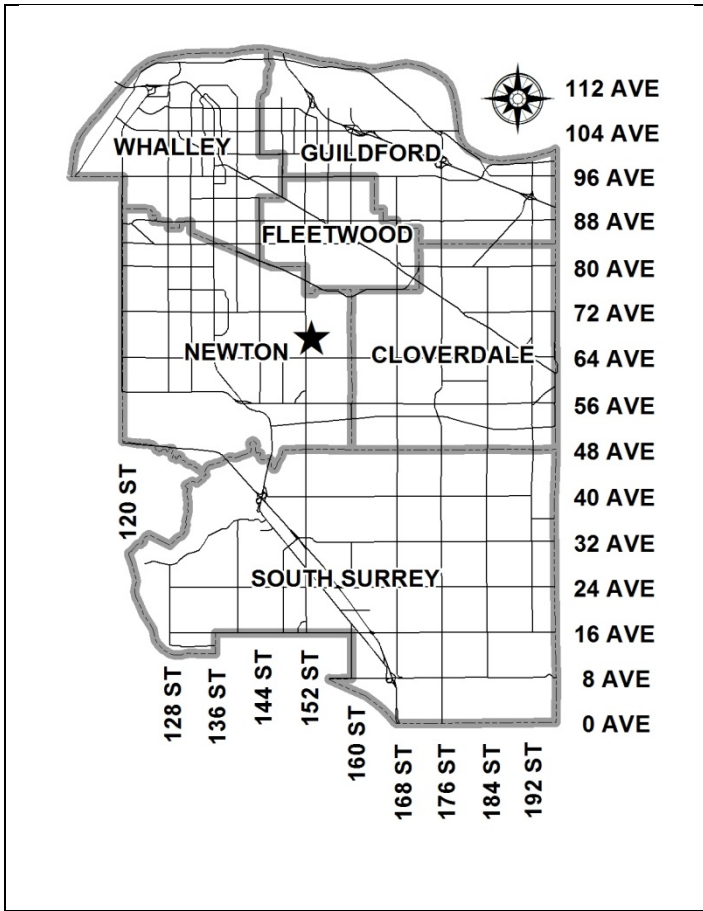 112 AVE
104 AVE
WHALLEY
GUILDFORD
96 AVE
88 AVE
FLEETWOOD
80 AVE
72 AVE
NEWTON
CLOVERDALE
64 AVE
56 AVE
48 AVE
120 ST
40 AVE
32 AVE
SOUTH SURREY
24 AVE
16 AVE
8 AVE
0 AVE
128 ST
136 ST
144 ST
152 ST
160 ST
168 ST
176 ST
184 ST
192 ST